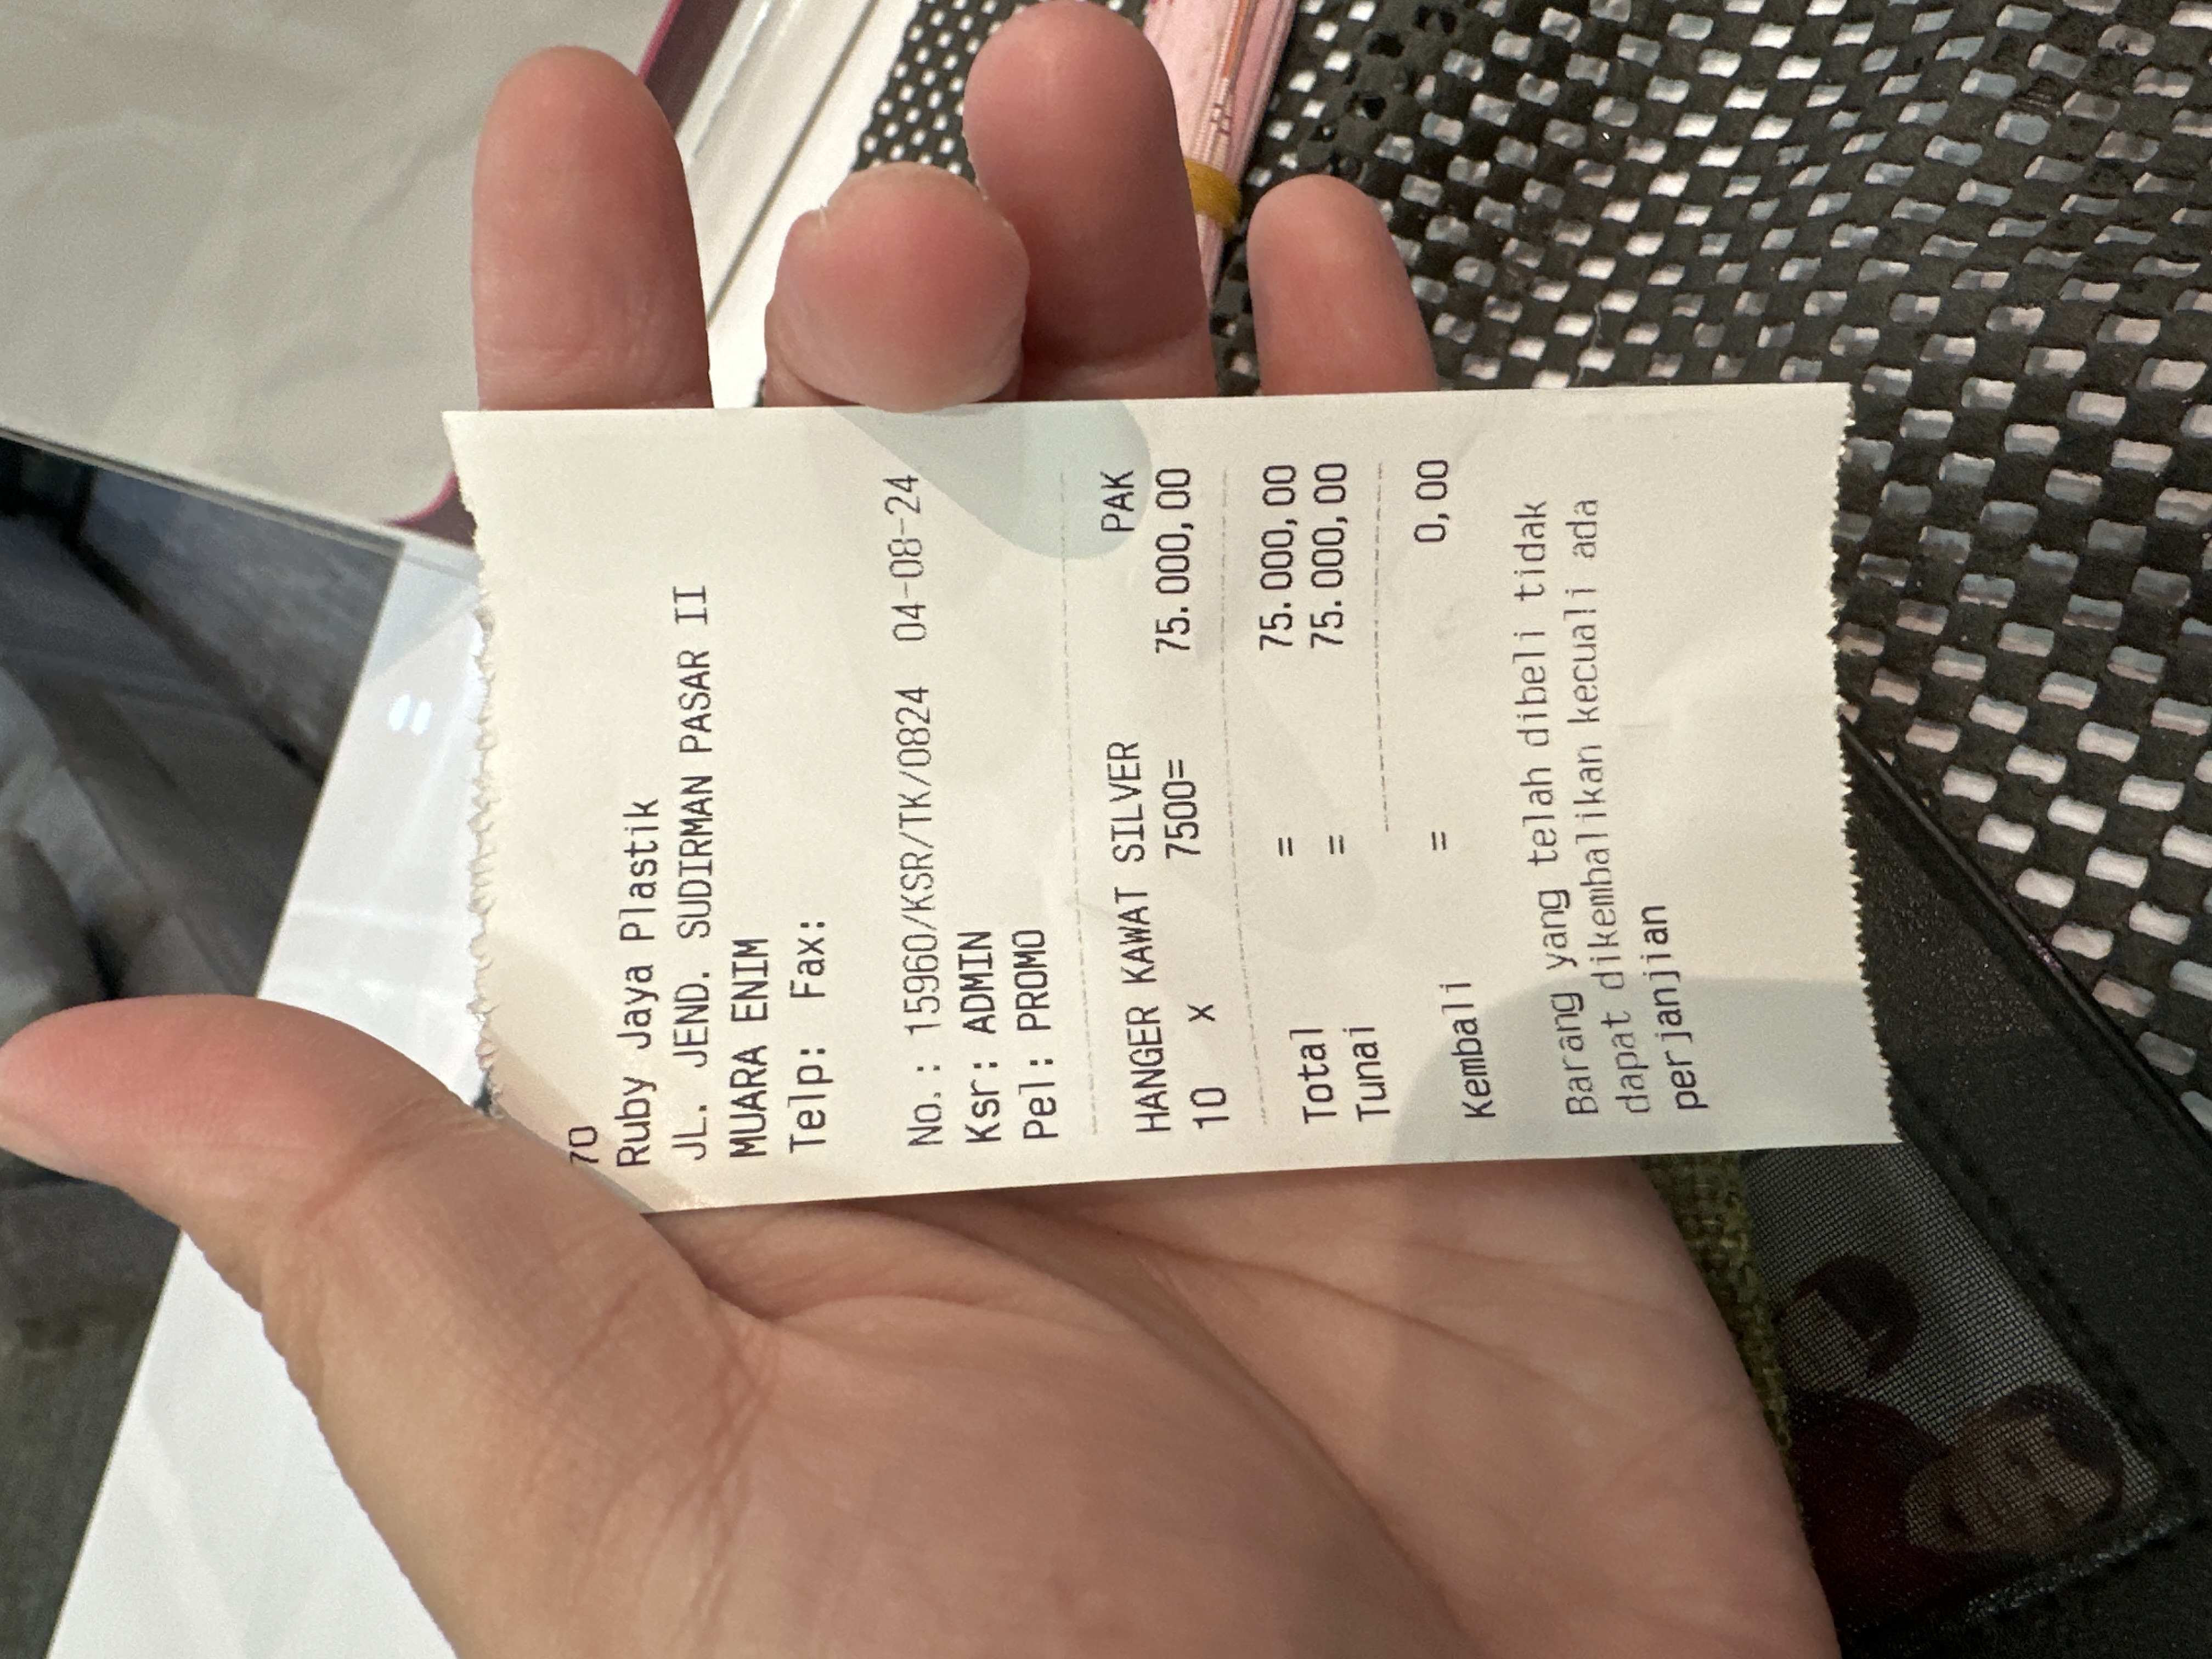 70
Ruby Jaya Plastik
JL. JEND. SUDIRMAN PASAR II
MUARA ENIM
Telp: Fax:
No.: 15960/KSR/TK/0824 04-08-24
Ksr: ADMIN
Pel: PROMO
HANGER KAWAT SILVER PAK
10 x 7500= 75.000,00
Total = 75.000,00
Tunai = 75.000,00
Kembali = 0,00
Barang yang telah dibeli tidak
dapat dikembalikan kecuali ada
perjanjian